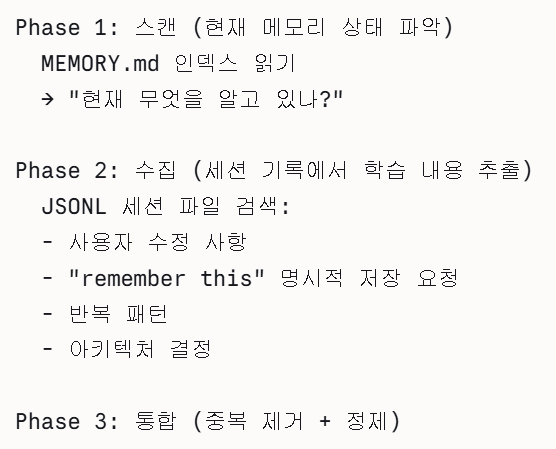 Phase 1: 스캔 (현재 메모리 상태 파악)
MEMORY.md 인덱스 읽기
→ "현재 무엇을 알고 있나?"
Phase 2: 수집 (세션 기록에서 학습 내용 추출)
JSONL 세션 파일 검색:
- 사용자 수정 사항
- "remember this" 명시적 저장 요청
- 반복 패턴
- 아키텍처 결정
Phase 3: 통합 (중복 제거 + 정제)